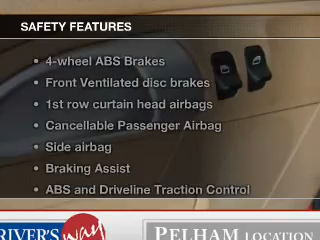 SAFETY FEATURES
• 4-wheel ABS Brakes
• Front Ventilated disc brakes
• 1st row curtain head airbags
• Cancellable Passenger Airbag
• Side airbag
• Braking Assist
• ABS and Driveline Traction Control
RIVER'S way
PELHAM LOCATION